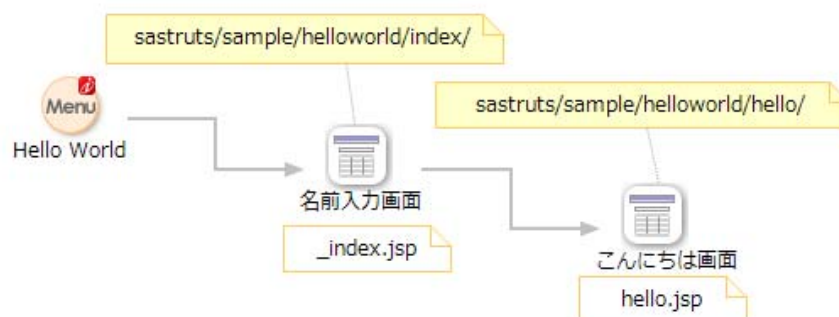 sastruts/sample/helloworld/index/
Menu
Hello World
sastruts/sample/helloworld/hello/
名前入力画面
_index.jsp
こんにちは画面
hello.jsp